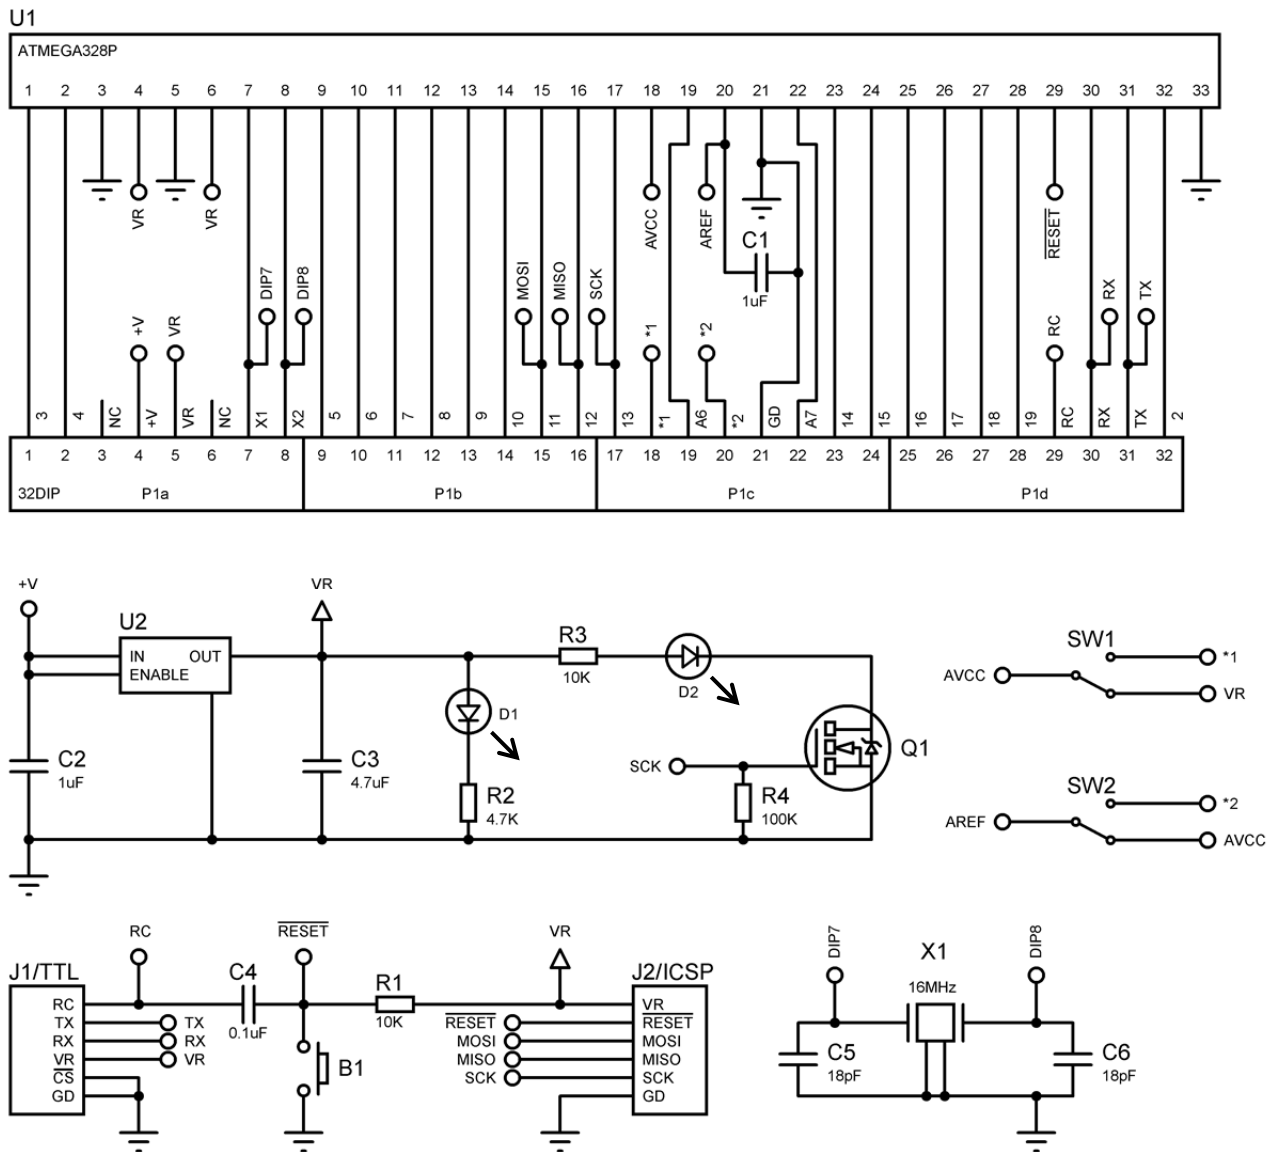 U1
ATMEGA328P
1 2 3 4 5 6 7 8 9 10 11 12 13 14 15 16 17 18 19 20 21 22 23 24 25 26 27 28 29 30 31 32 33
VR VR AVCC AREF RESET
C1
1uF
DIP7 DIP8 MOSI MISO SCK RX TX
+V VR *1 *2 RC
3 4 NC +V VR NC X1 X2 5 6 7 8 9 10 11 12 13 *1 A6 *2 GD A7 14 15 16 17 18 19 RC RX TX 2
1 2 3 4 5 6 7 8 9 10 11 12 13 14 15 16 17 18 19 20 21 22 23 24 25 26 27 28 29 30 31 32
32DIP P1a P1b P1c P1d
+V VR
U2
IN OUT
ENABLE
C2
1uF
C3
4.7uF
D1
R2
4.7K
R3
10K
D2
SCK
R4
100K
Q1
SW1
AVCC
*1
VR
SW2
AREF
*2
AVCC
RC RESET VR
J1/TTL
RC
TX TX
RX RX
VR VR
CS
GD
C4
0.1uF
R1
10K
B1
J2/ICSP
VR
RESET RESET
MOSI MOSI
MISO MISO
SCK SCK
GD
DIP7 DIP8
X1
16MHz
C5
18pF
C6
18pF